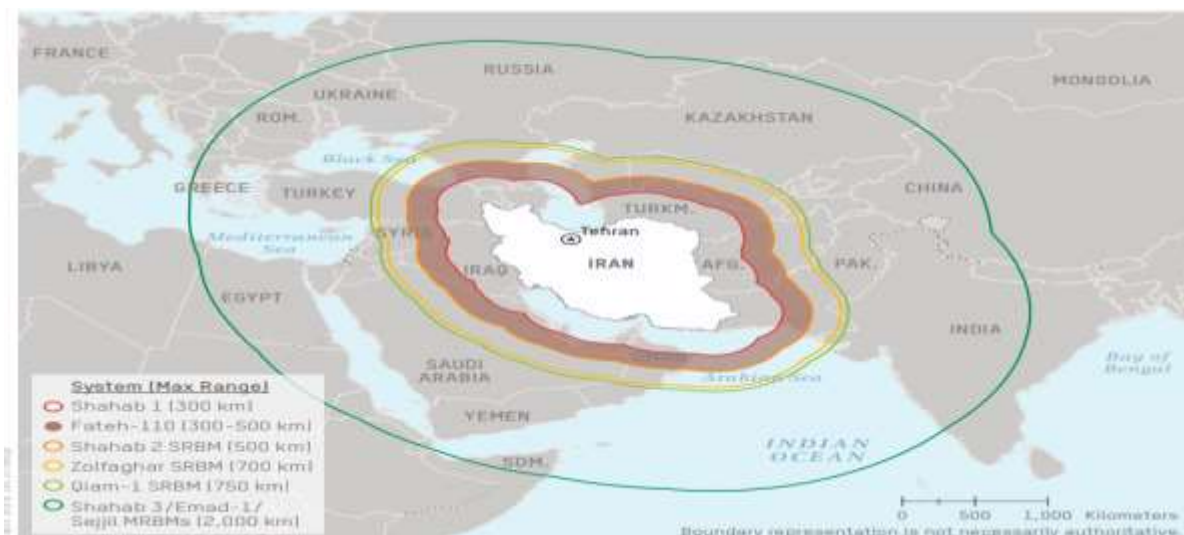 FRANCE
RUSSIA
MONGOLIA
UKRAINE
ROM.
KAZAKHSTAN
Black Sea
GREECE
TURKEY
CHINA
TURKM.
Mediterranean
Sea
SYRIA
Tehran
LIBYA
IRAQ
IRAN
AFG.
PAK.
EGYPT
INDIA
SAUDI
ARABIA
OMAN
Arabian Sea
Bay of
Bengal
YEMEN
INDIAN
OCEAN
SOM.
System (Max Range)
Shahab 1 (300 km)
Fateh-110 (300-500 km)
Shahab 2 SRBM (500 km)
Zolfaghar SRBM (700 km)
Qiam-1 SRBM (750 km)
Shahab 3/Emad-1/
Sejjil MRBMs (2,000 km)
0 500 1,000 Kilometers
Boundary representation is not necessarily authoritative.